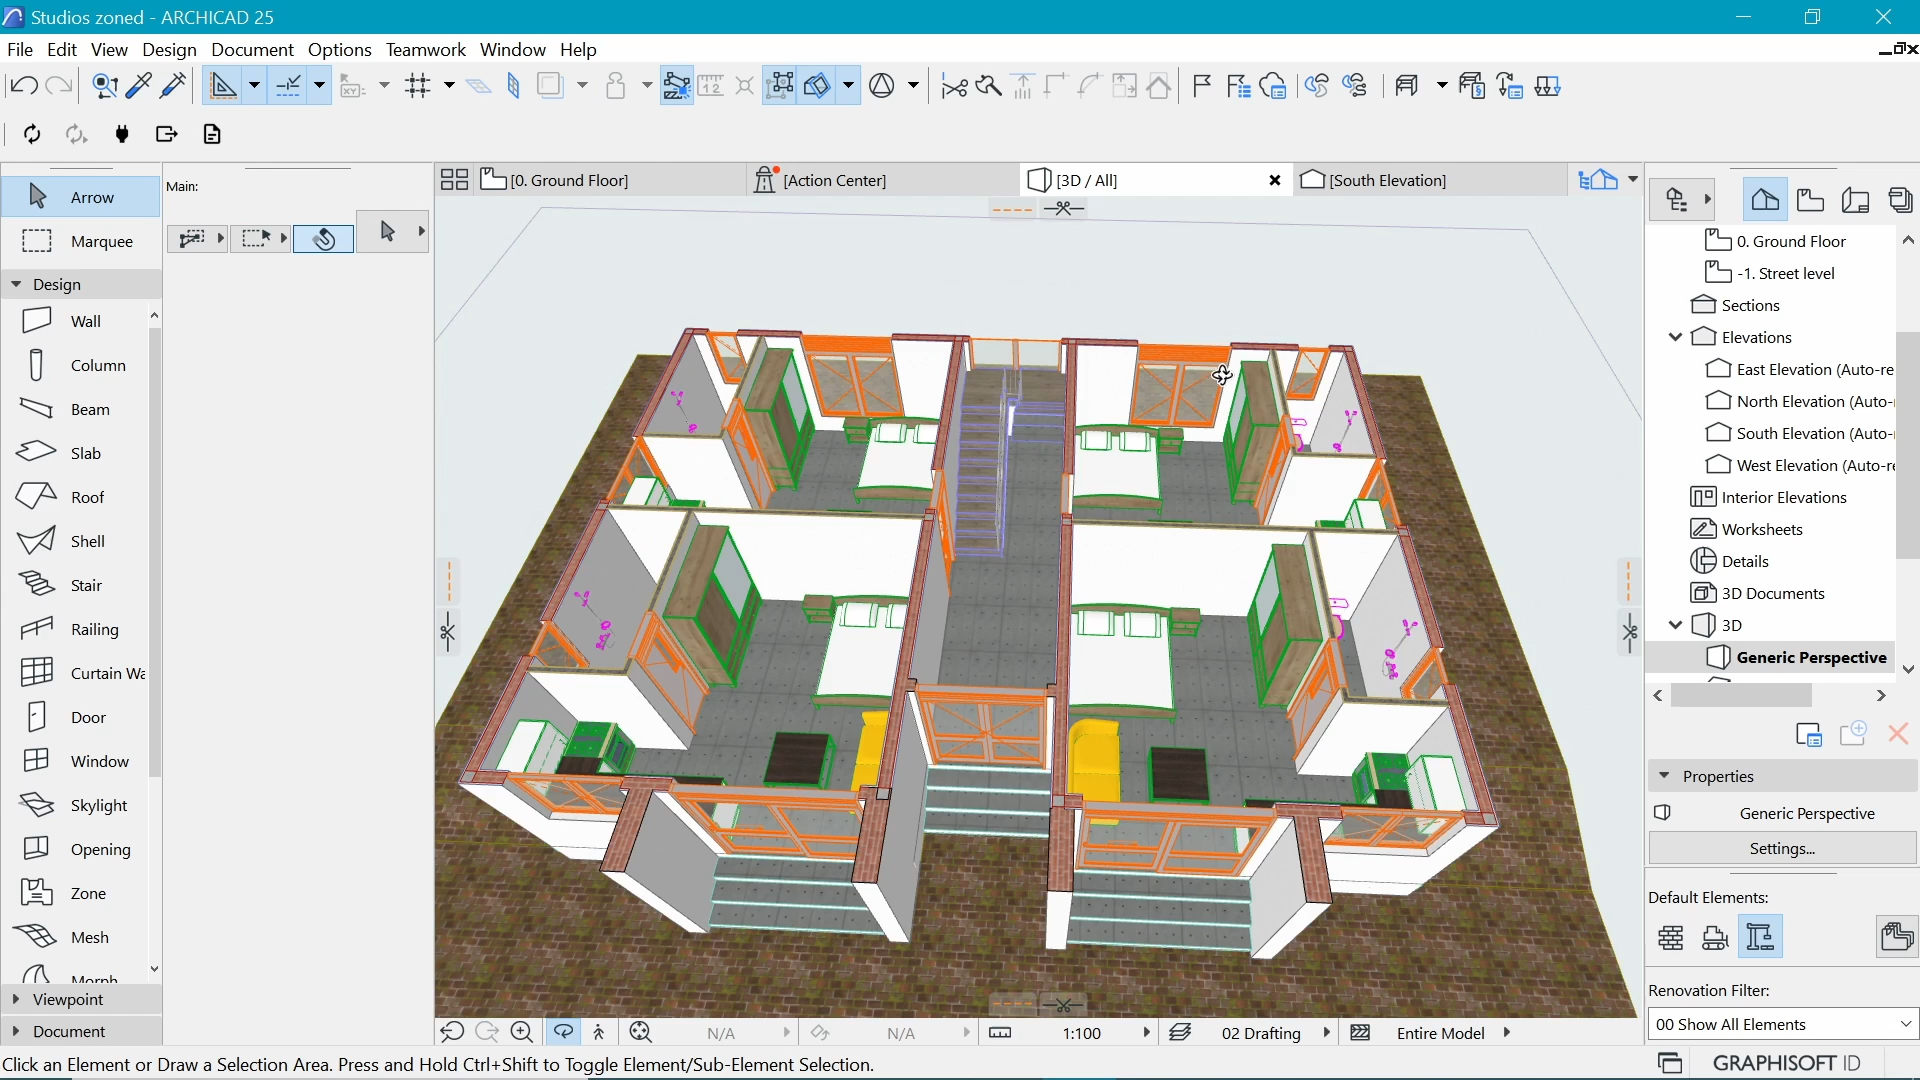 Studios zoned - ARCHICAD 25
File Edit View Design Document Options Teamwork Window Help
Main:
[0. Ground Floor]
[Action Center]
[3D / All]
[South Elevation]
Arrow
Marquee
Design
Wall
Column
Beam
Slab
Roof
Shell
Stair
Railing
Curtain Wa
Door
Window
Skylight
Opening
Zone
Mesh
Morph
Viewpoint
Document
0. Ground Floor
-1. Street level
Sections
Elevations
East Elevation (Auto-re
North Elevation (Auto-
South Elevation (Auto-
West Elevation (Auto-re
Interior Elevations
Worksheets
Details
3D Documents
3D
Generic Perspective
Properties
Generic Perspective
Settings...
Default Elements:
Renovation Filter:
00 Show All Elements
N/A
N/A
1:100
02 Drafting
Entire Model
Click an Element or Draw a Selection Area. Press and Hold Ctrl+Shift to Toggle Element/Sub-Element Selection.
GRAPHISOFT ID